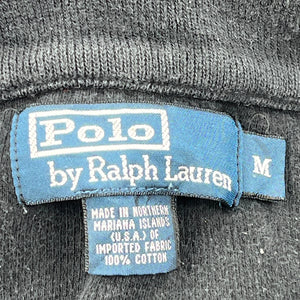 Polo
by Ralph Lauren
M
MADE IN NORTHERN
MARIANA ISLANDS
(U.S.A.) OF
IMPORTED FABRIC
100% COTTON